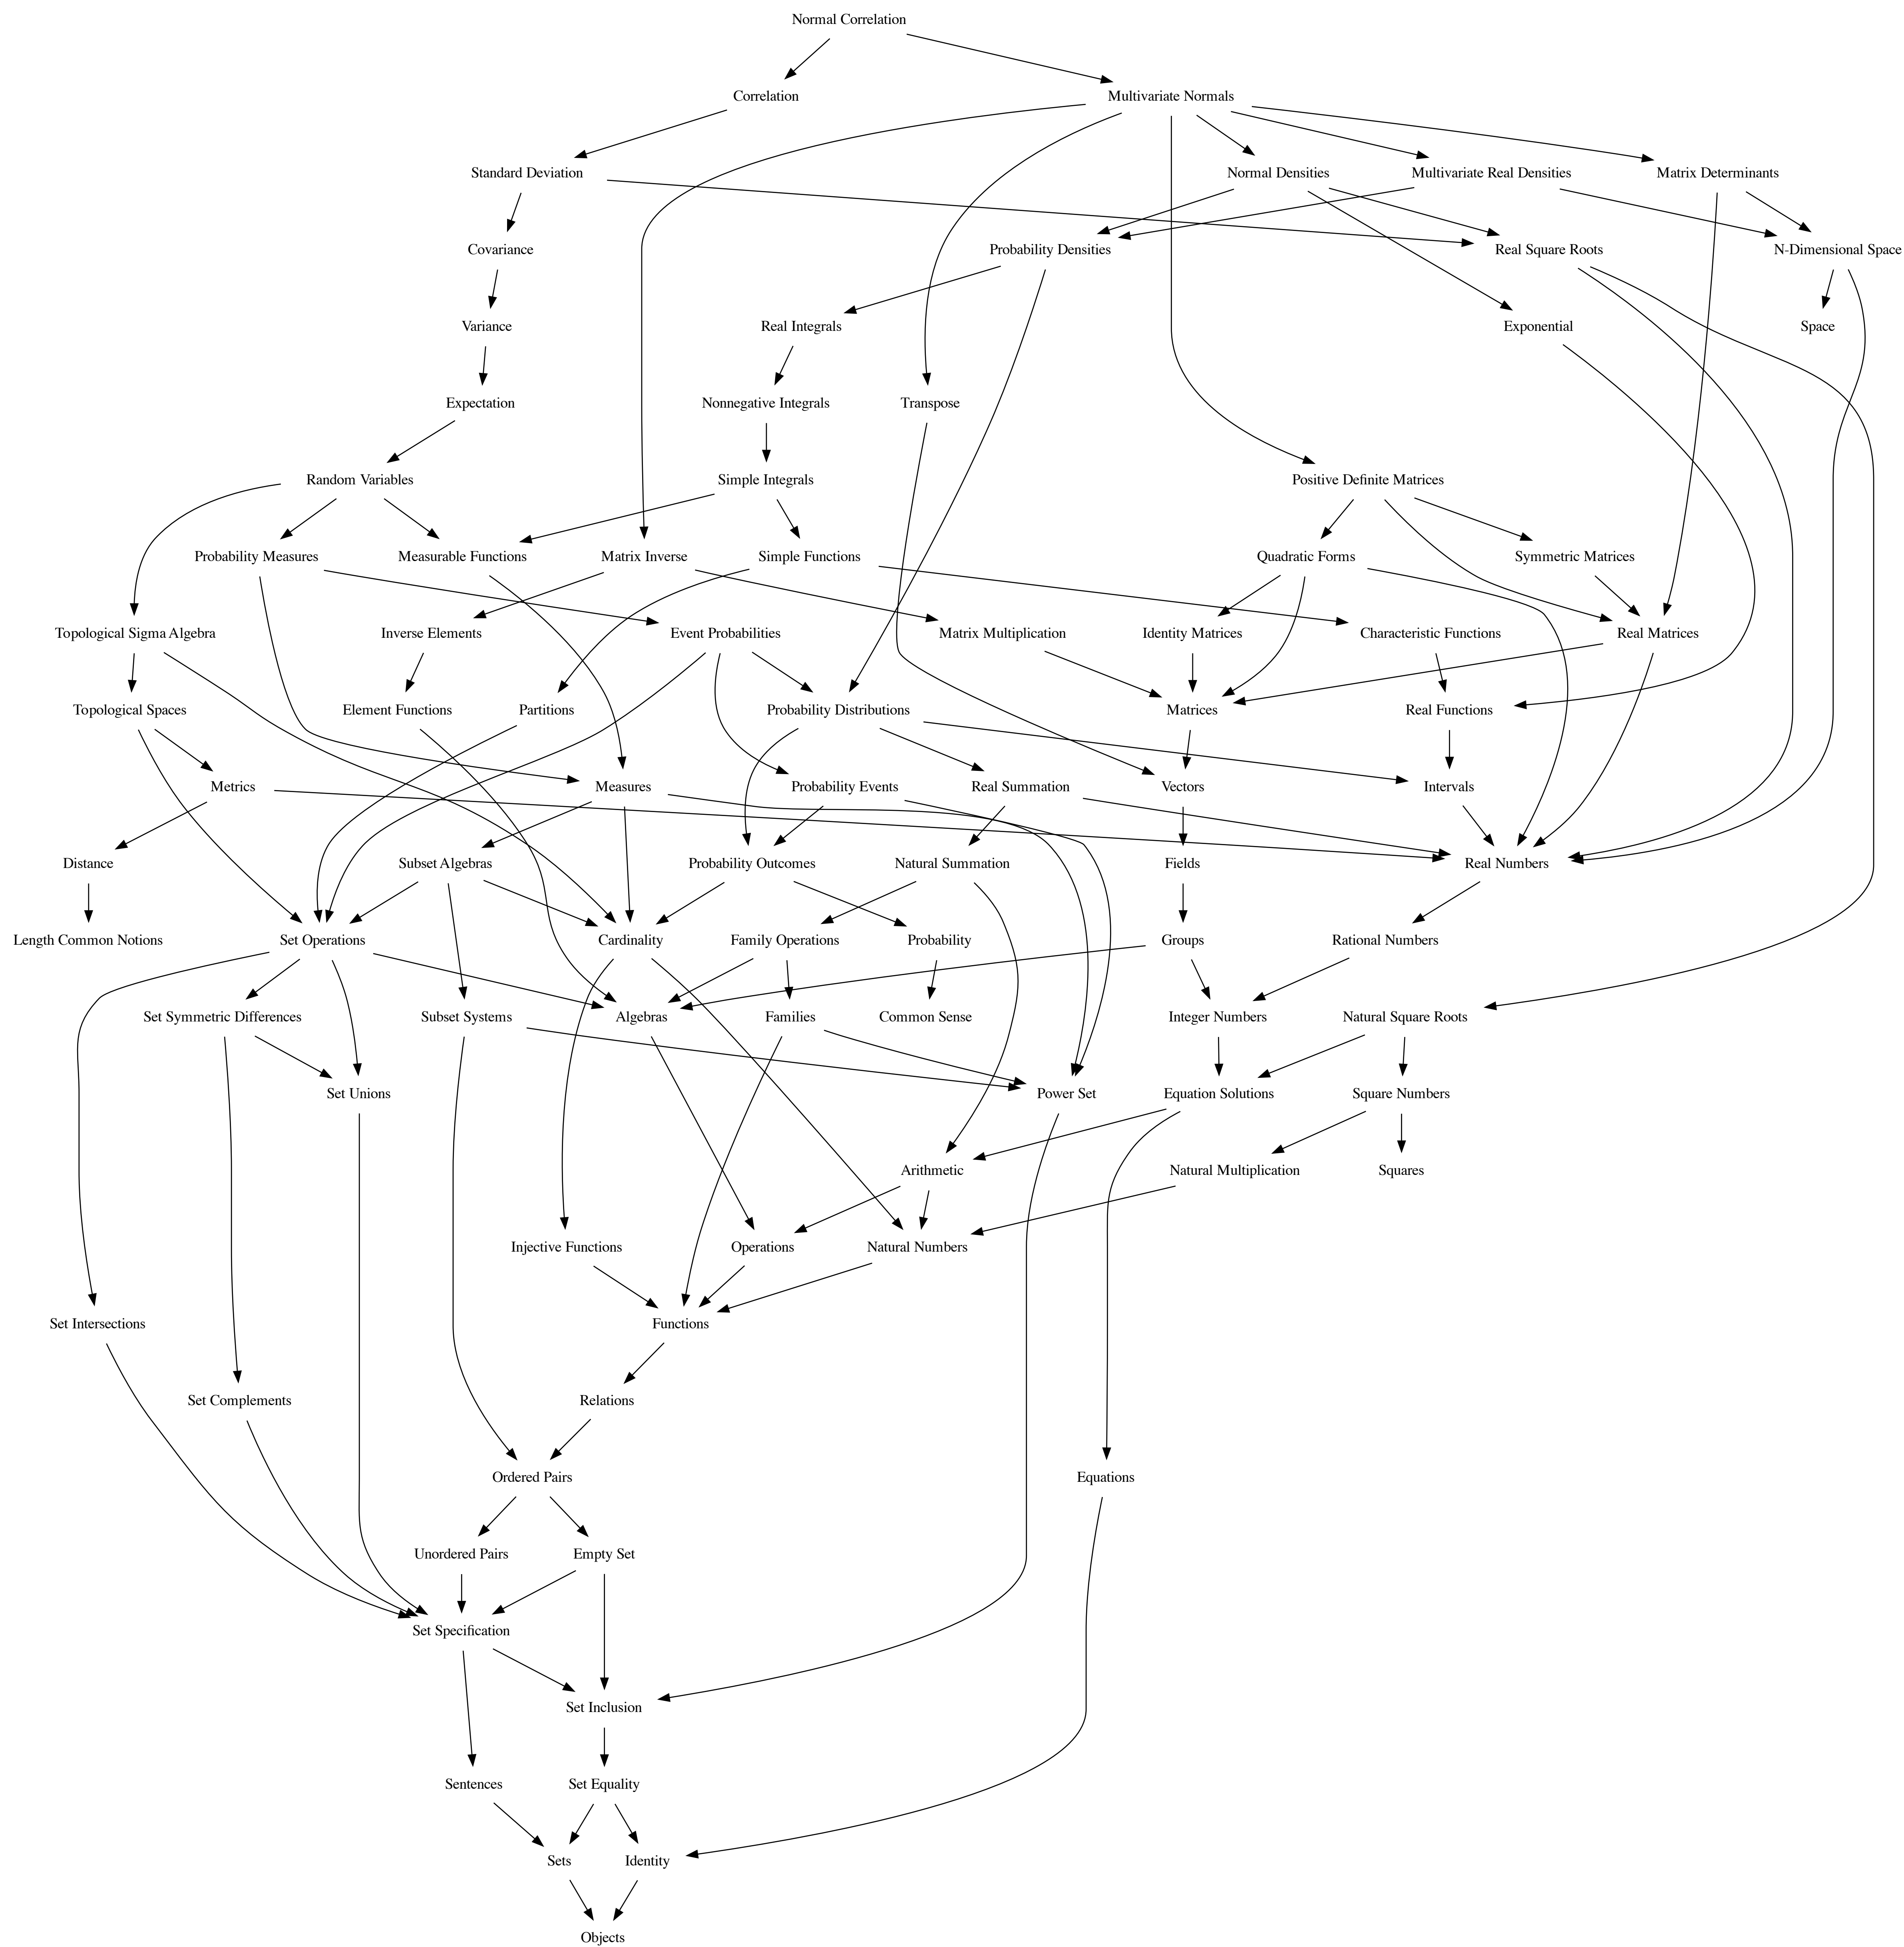 Normal Correlation
Correlation
Multivariate Normals
Standard Deviation
Normal Densities
Multivariate Real Densities
Matrix Determinants
Covariance
Probability Densities
Real Square Roots
N-Dimensional Space
Variance
Real Integrals
Exponential
Space
Expectation
Nonnegative Integrals
Transpose
Random Variables
Simple Integrals
Positive Definite Matrices
Probability Measures
Measurable Functions
Matrix Inverse
Simple Functions
Quadratic Forms
Symmetric Matrices
Topological Sigma Algebra
Inverse Elements
Event Probabilities
Matrix Multiplication
Identity Matrices
Characteristic Functions
Real Matrices
Topological Spaces
Element Functions
Partitions
Probability Distributions
Matrices
Real Functions
Metrics
Measures
Probability Events
Real Summation
Vectors
Intervals
Distance
Subset Algebras
Probability Outcomes
Natural Summation
Fields
Real Numbers
Length Common Notions
Set Operations
Cardinality
Family Operations
Probability
Groups
Rational Numbers
Set Symmetric Differences
Subset Systems
Algebras
Families
Common Sense
Integer Numbers
Natural Square Roots
Set Unions
Power Set
Equation Solutions
Square Numbers
Arithmetic
Natural Multiplication
Squares
Injective Functions
Operations
Natural Numbers
Set Intersections
Functions
Set Complements
Relations
Ordered Pairs
Equations
Unordered Pairs
Empty Set
Set Specification
Set Inclusion
Sentences
Set Equality
Sets
Identity
Objects